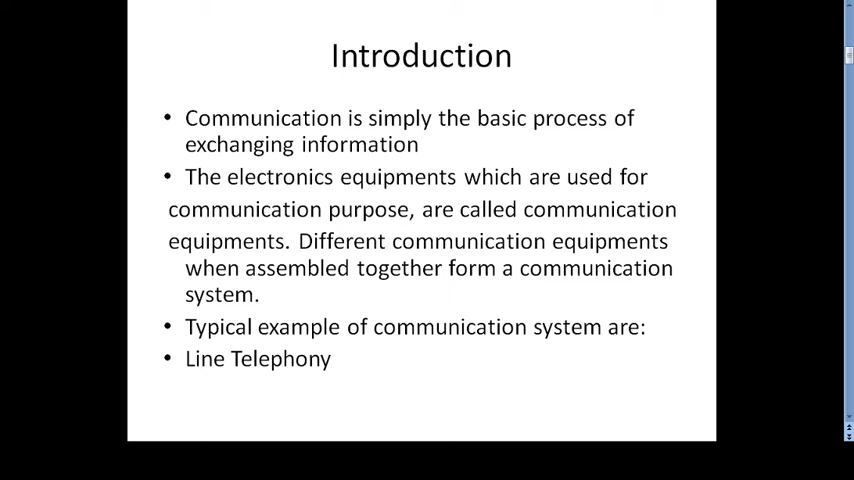 Introduction
• Communication is simply the basic process of
exchanging information
• The electronics equipments which are used for
communication purpose, are called communication
equipments. Different communication equipments
when assembled together form a communication
system.
• Typical example of communication system are:
• Line Telephony